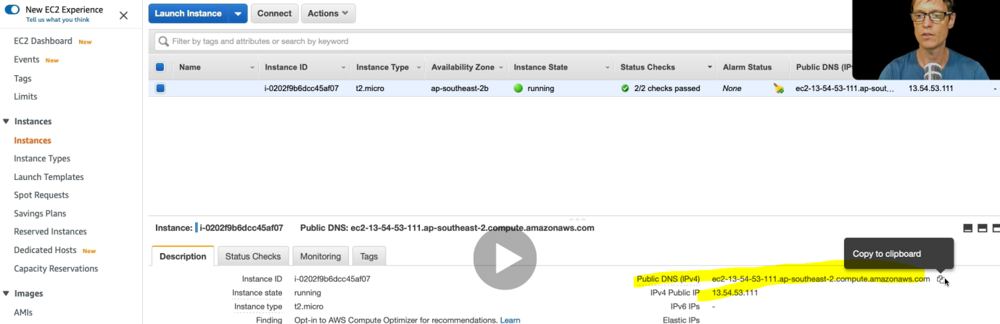 New EC2 Experience
Tell us what you think
EC2 Dashboard New
Events New
Tags
Limits
Instances
Instances
Instance Types
Launch Templates
Spot Requests
Savings Plans
Reserved Instances
Dedicated Hosts New
Capacity Reservations
Images
AMIs
Launch Instance Connect Actions
Filter by tags and attributes or search by keyword
Name Instance ID Instance Type Availability Zone Instance State Status Checks Alarm Status Public DNS (IPv
i-0202f9b6dcc45af07 t2.micro ap-southeast-2b running 2/2 checks passed None ec2-13-54-53-111.ap-sout... 13.54.53.111 -
Instance: i-0202f9b6dcc45af07 Public DNS: ec2-13-54-53-111.ap-southeast-2.compute.amazonaws.com
Copy to clipboard
Description Status Checks Monitoring Tags
Instance ID i-0202f9b6dcc45af07 Public DNS (IPv4) ec2-13-54-53-111.ap-southeast-2.compute.amazonaws.com
Instance state running IPv4 Public IP 13.54.53.111
Instance type t2.micro IPv6 IPs -
Finding Opt-in to AWS Compute Optimizer for recommendations. Learn Elastic IPs